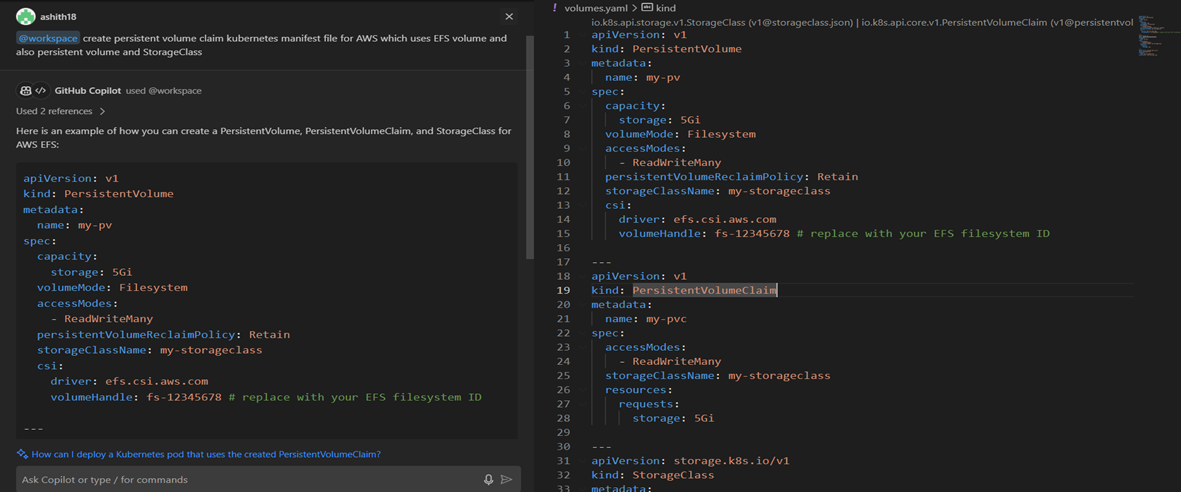 ashith18
@workspace create persistent volume claim kubernetes manifest file for AWS which uses EFS volume and
also persistent volume and StorageClass
GitHub Copilot used @workspace
Used 2 references
Here is an example of how you can create a PersistentVolume, PersistentVolumeClaim, and StorageClass for
AWS EFS:
apiVersion: v1
kind: PersistentVolume
metadata:
name: my-pv
spec:
capacity:
storage: 5Gi
volumeMode: Filesystem
accessModes:
- ReadWriteMany
persistentVolumeReclaimPolicy: Retain
storageClassName: my-storageclass
csi:
driver: efs.csi.aws.com
volumeHandle: fs-12345678 # replace with your EFS filesystem ID
---
How can I deploy a Kubernetes pod that uses the created PersistentVolumeClaim?
Ask Copilot or type / for commands
! volumes.yaml > kind
io.k8s.api.storage.v1.StorageClass (v1@storageclass.json) | io.k8s.api.core.v1.PersistentVolumeClaim (v1@persistentvol
1 apiVersion: v1
2 kind: PersistentVolume
3 metadata:
4 name: my-pv
5 spec:
6 capacity:
7 storage: 5Gi
8 volumeMode: Filesystem
9 accessModes:
10 - ReadWriteMany
11 persistentVolumeReclaimPolicy: Retain
12 storageClassName: my-storageclass
13 csi:
14 driver: efs.csi.aws.com
15 volumeHandle: fs-12345678 # replace with your EFS filesystem ID
16
17 ---
18 apiVersion: v1
19 kind: PersistentVolumeClaim
20 metadata:
21 name: my-pvc
22 spec:
23 accessModes:
24 - ReadWriteMany
25 storageClassName: my-storageclass
26 resources:
27 requests:
28 storage: 5Gi
29
30 ---
31 apiVersion: storage.k8s.io/v1
32 kind: StorageClass
33 metadata: